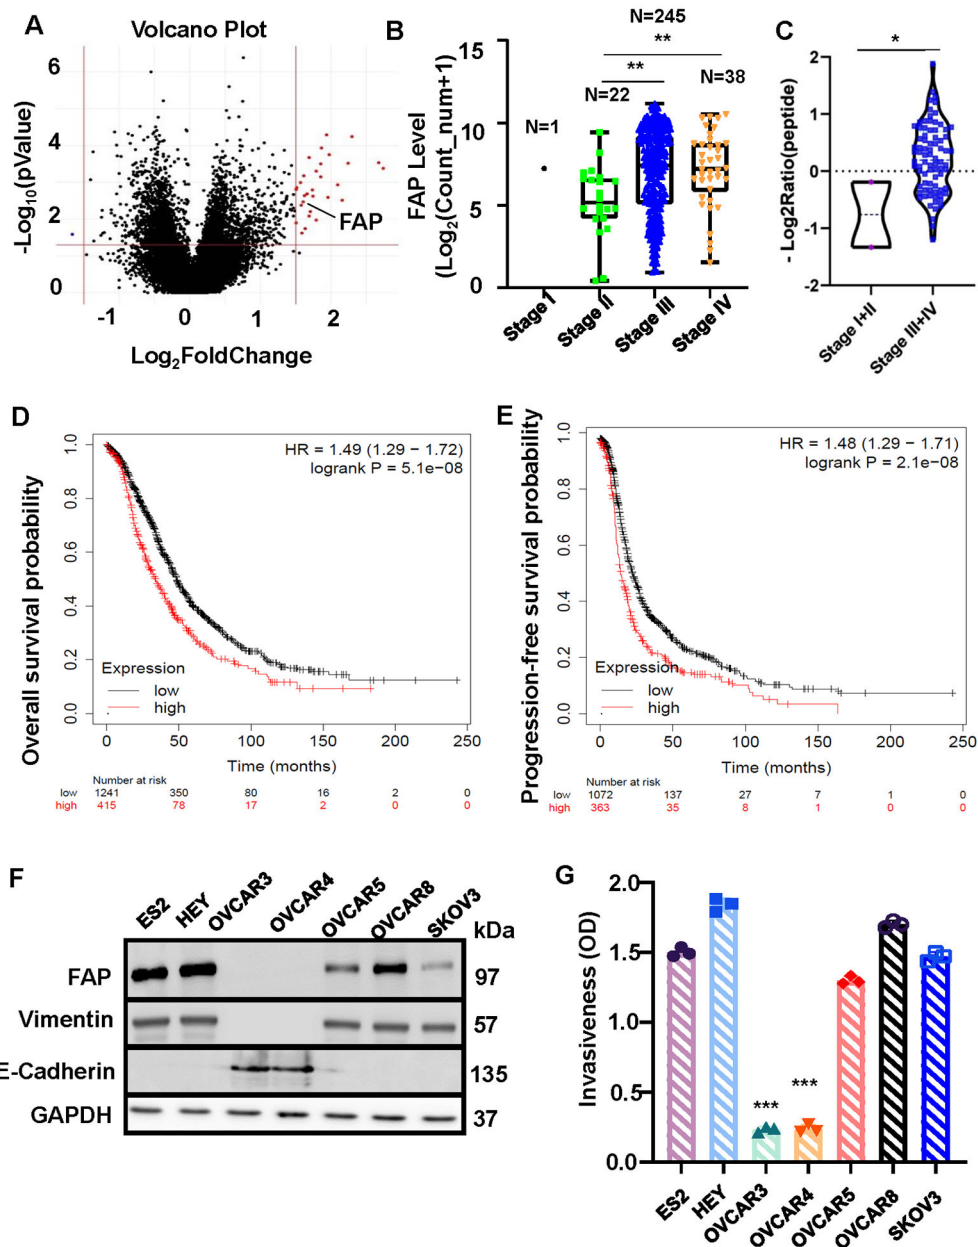 A
Volcano Plot
-Log10(pValue)
6
4
2
0
FAP
-1
0
1
2
Log2FoldChange
B
N=245
**
**
N=38
N=22
N=1
FAP Level
(Log2(Count_num+1)
15
10
5
0
Stage I
Stage II
Stage III
Stage IV
C
*
- Log2Ratio(peptide)
2
1
0
-1
-2
Stage I+II
Stage III+IV
D
Overall survival probability
1.0
0.8
0.6
0.4
0.2
0.0
HR = 1.49 (1.29 − 1.72)
logrank P = 5.1e−08
Expression
low
high
0 50 100 150 200 250
Time (months)
Number at risk
low 1241 350 80 16 2 0
high 415 78 17 2 0 0
E
Progression-free survival probability
1.0
0.8
0.6
0.4
0.2
0.0
HR = 1.48 (1.29 − 1.71)
logrank P = 2.1e−08
Expression
low
high
0 50 100 150 200 250
Time (months)
Number at risk
low 1072 137 27 7 1 0
high 363 35 8 1 0 0
F
ES2
HEY
OVCAR3
OVCAR4
OVCAR5
OVCAR8
SKOV3
kDa
FAP 97
Vimentin 57
E-Cadherin 135
GAPDH 37
G
Invasiveness (OD)
2.0
1.5
1.0
0.5
0.0
***
***
ES2
HEY
OVCAR3
OVCAR4
OVCAR5
OVCAR8
SKOV3